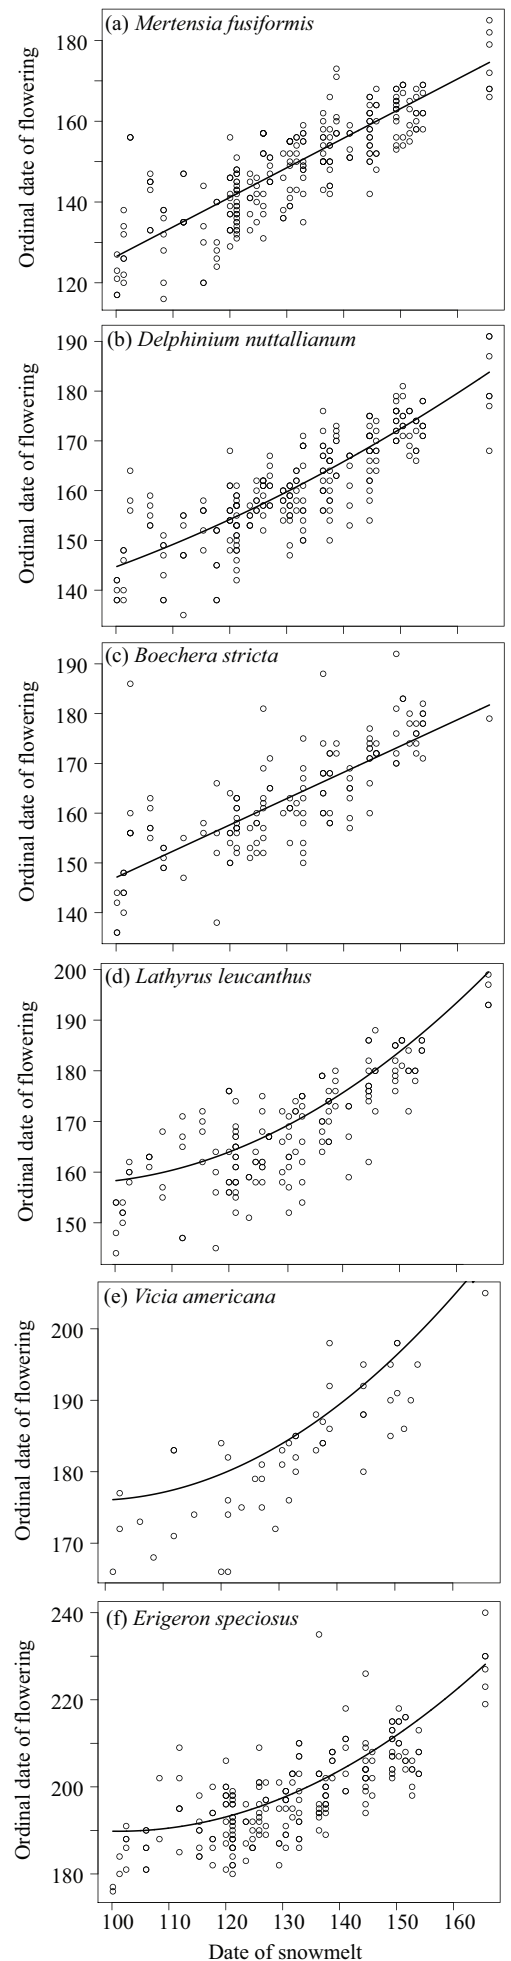 (a) Mertensia fusiformis
Ordinal date of flowering
180
160
140
120
(b) Delphinium nuttallianum
Ordinal date of flowering
190
180
170
160
150
140
(c) Boechera stricta
Ordinal date of flowering
190
180
170
160
150
140
(d) Lathyrus leucanthus
Ordinal date of flowering
200
190
180
170
160
150
(e) Vicia americana
Ordinal date of flowering
200
190
180
170
(f) Erigeron speciosus
Ordinal date of flowering
240
220
200
180
100 110 120 130 140 150 160
Date of snowmelt